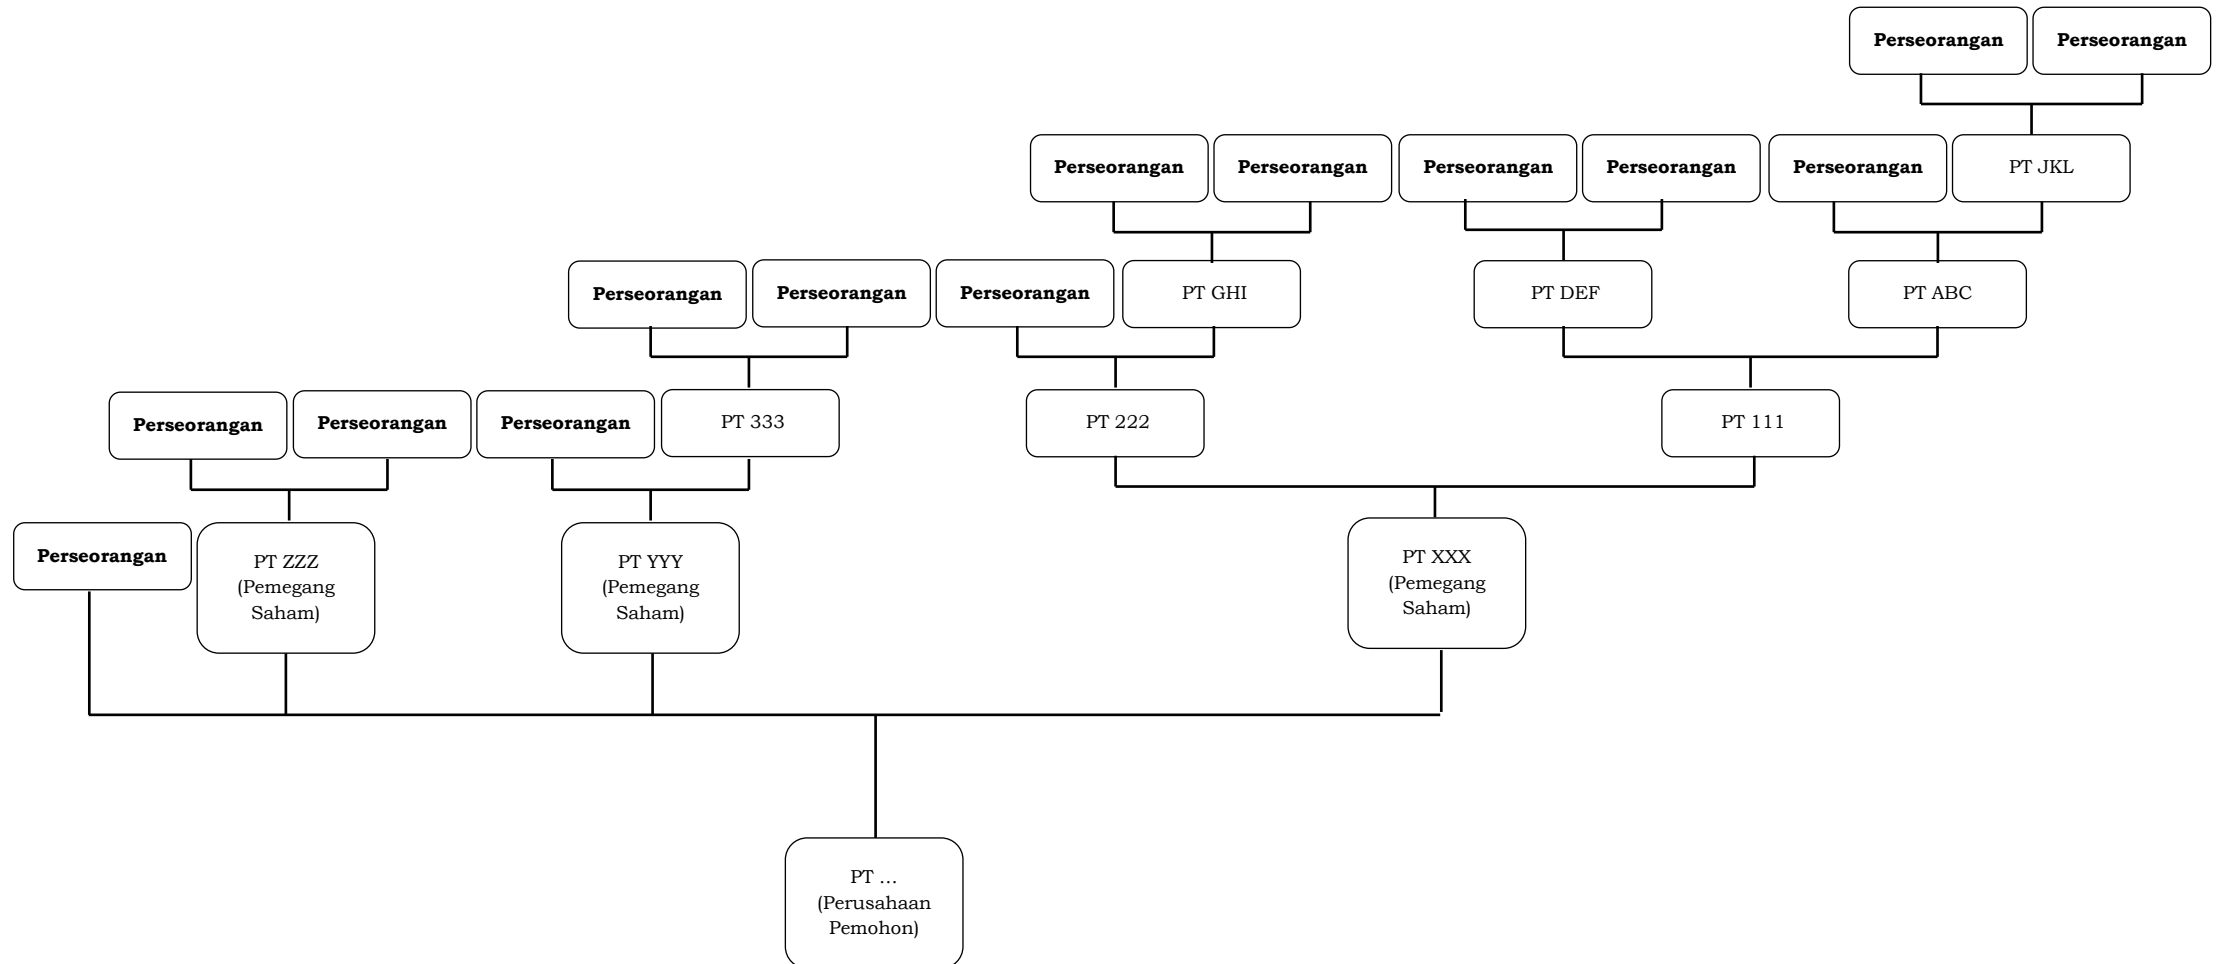 Perseorangan
Perseorangan
Perseorangan
Perseorangan
Perseorangan
Perseorangan
Perseorangan
PT JKL
Perseorangan
Perseorangan
Perseorangan
PT GHI
PT DEF
PT ABC
Perseorangan
Perseorangan
Perseorangan
PT 333
PT 222
PT 111
Perseorangan
PT ZZZ
(Pemegang
Saham)
PT YYY
(Pemegang
Saham)
PT XXX
(Pemegang
Saham)
PT ...
(Perusahaan
Pemohon)